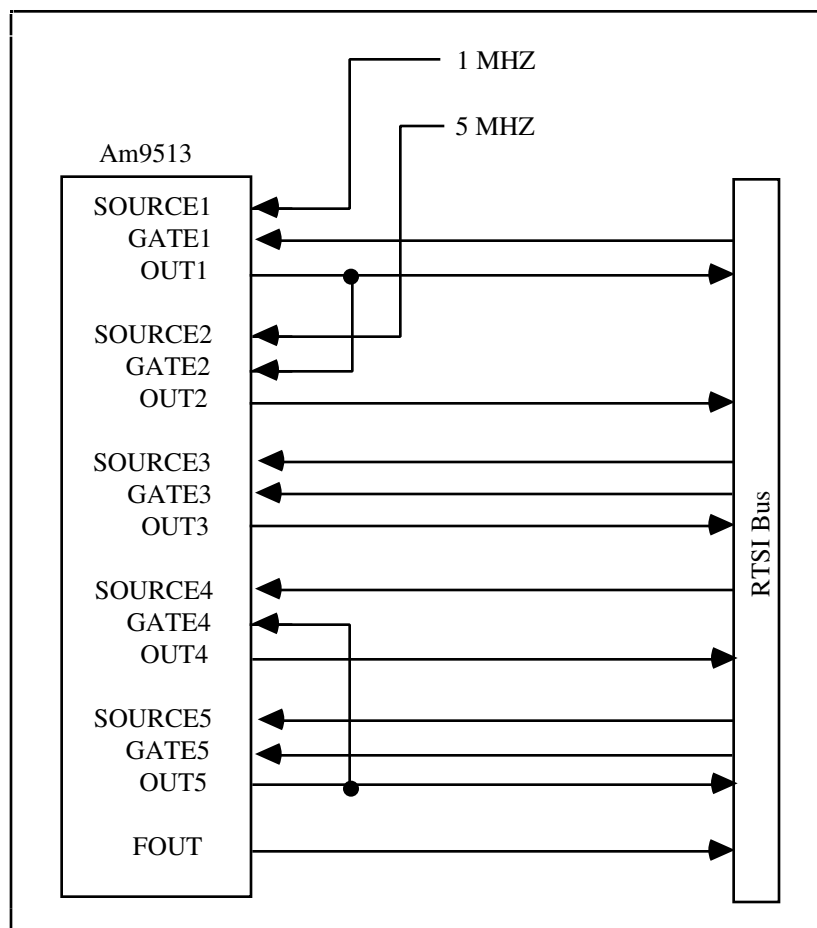 1 MHZ
5 MHZ
Am9513
SOURCE1
GATE1
OUT1
SOURCE2
GATE2
OUT2
SOURCE3
GATE3
OUT3
SOURCE4
GATE4
OUT4
SOURCE5
GATE5
OUT5
FOUT
RTSI Bus